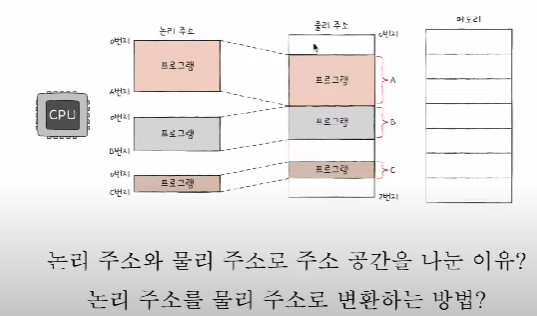 논리 주소
물리 주소
메모리
0번지
프로그램
A번지
0번지
프로그램
B번지
0번지
프로그램
C번지
0번지
프로그램
A
프로그램
B
프로그램
C
?번지
CPU
논리 주소와 물리 주소로 주소 공간을 나눈 이유?
논리 주소를 물리 주소로 변환하는 방법?